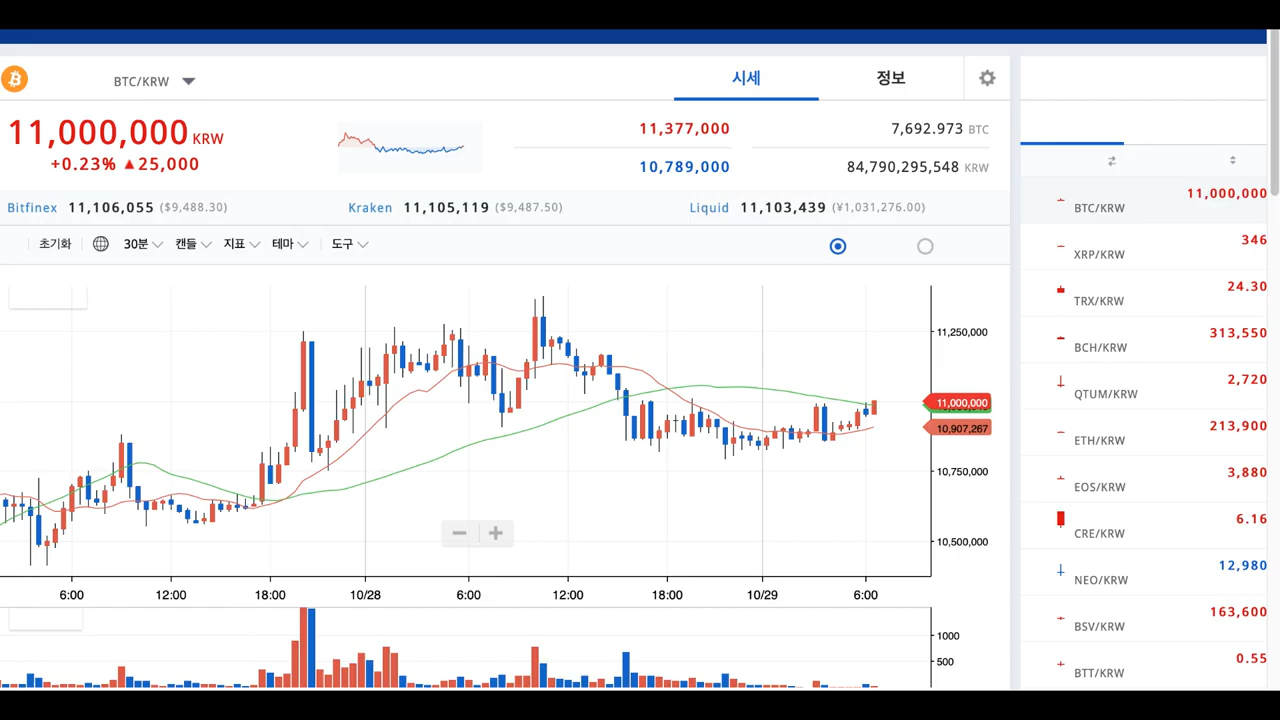 BTC/KRW
시세
정보
11,000,000 KRW
+0.23% ▲25,000
11,377,000
7,692.973 BTC
10,789,000
84,790,295,548 KRW
Bitfinex 11,106,055 ($9,488.30)
Kraken 11,105,119 ($9,487.50)
Liquid 11,103,439 (¥1,031,276.00)
초기화
30분
캔들
지표
테마
도구
11,250,000
11,000,000
10,907,267
10,750,000
10,500,000
6:00
12:00
18:00
10/28
6:00
12:00
18:00
10/29
6:00
1000
500
BTC/KRW 11,000,000
XRP/KRW 346
TRX/KRW 24.30
BCH/KRW 313,550
QTUM/KRW 2,720
ETH/KRW 213,900
EOS/KRW 3,880
CRE/KRW 6.16
NEO/KRW 12,980
BSV/KRW 163,600
BTT/KRW 0.55